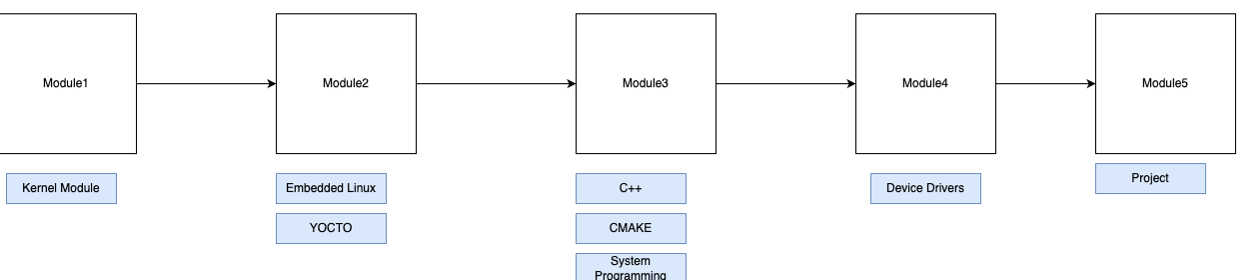 Module1
Module2
Module3
Module4
Module5
Kernel Module
Embedded Linux
C++
Device Drivers
Project
YOCTO
CMAKE
System
Programming